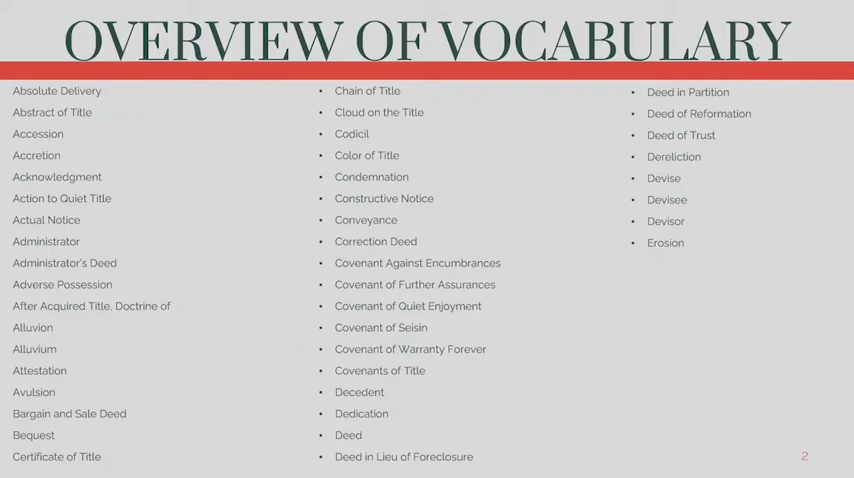 OVERVIEW OF VOCABULARY
Absolute Delivery
Abstract of Title
Accession
Accretion
Acknowledgment
Action to Quiet Title
Actual Notice
Administrator
Administrator's Deed
Adverse Possession
After Acquired Title, Doctrine of
Alluvion
Alluvium
Attestation
Avulsion
Bargain and Sale Deed
Bequest
Certificate of Title
• Chain of Title
• Cloud on the Title
• Codicil
• Color of Title
• Condemnation
• Constructive Notice
• Conveyance
• Correction Deed
• Covenant Against Encumbrances
• Covenant of Further Assurances
• Covenant of Quiet Enjoyment
• Covenant of Seisin
• Covenant of Warranty Forever
• Covenants of Title
• Decedent
• Dedication
• Deed
• Deed in Lieu of Foreclosure
• Deed in Partition
• Deed of Reformation
• Deed of Trust
• Dereliction
• Devise
• Devisee
• Devisor
• Erosion
2